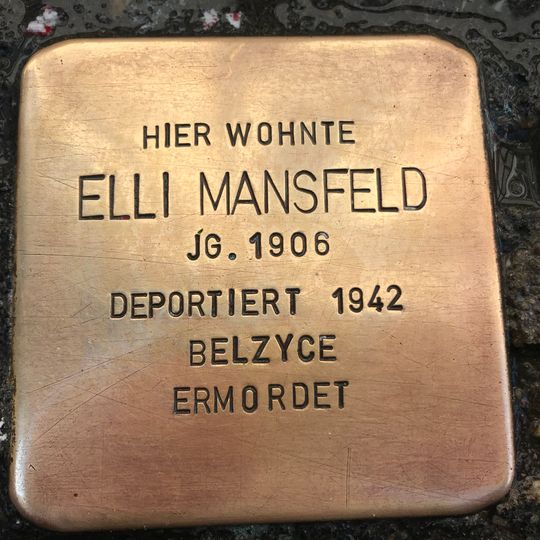 HIER WOHNTE
ELLI MANSFELD
JG. 1906
DEPORTIERT 1942
BELZYCE
ERMORDET